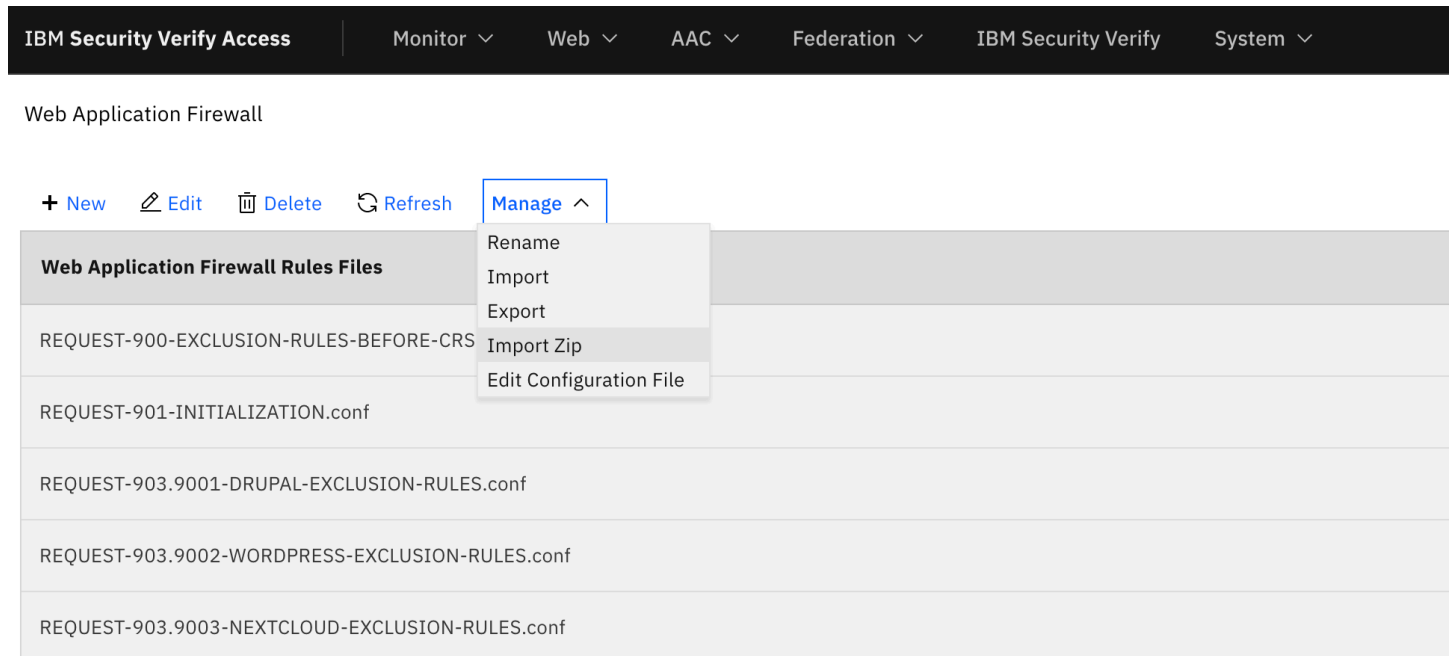 IBM Security Verify Access Monitor Web AAC Federation IBM Security Verify System
Web Application Firewall
New Edit Delete Refresh Manage
Rename
Import
Export
Import Zip
Edit Configuration File
Web Application Firewall Rules Files
REQUEST-900-EXCLUSION-RULES-BEFORE-CRS
REQUEST-901-INITIALIZATION.conf
REQUEST-903.9001-DRUPAL-EXCLUSION-RULES.conf
REQUEST-903.9002-WORDPRESS-EXCLUSION-RULES.conf
REQUEST-903.9003-NEXTCLOUD-EXCLUSION-RULES.conf